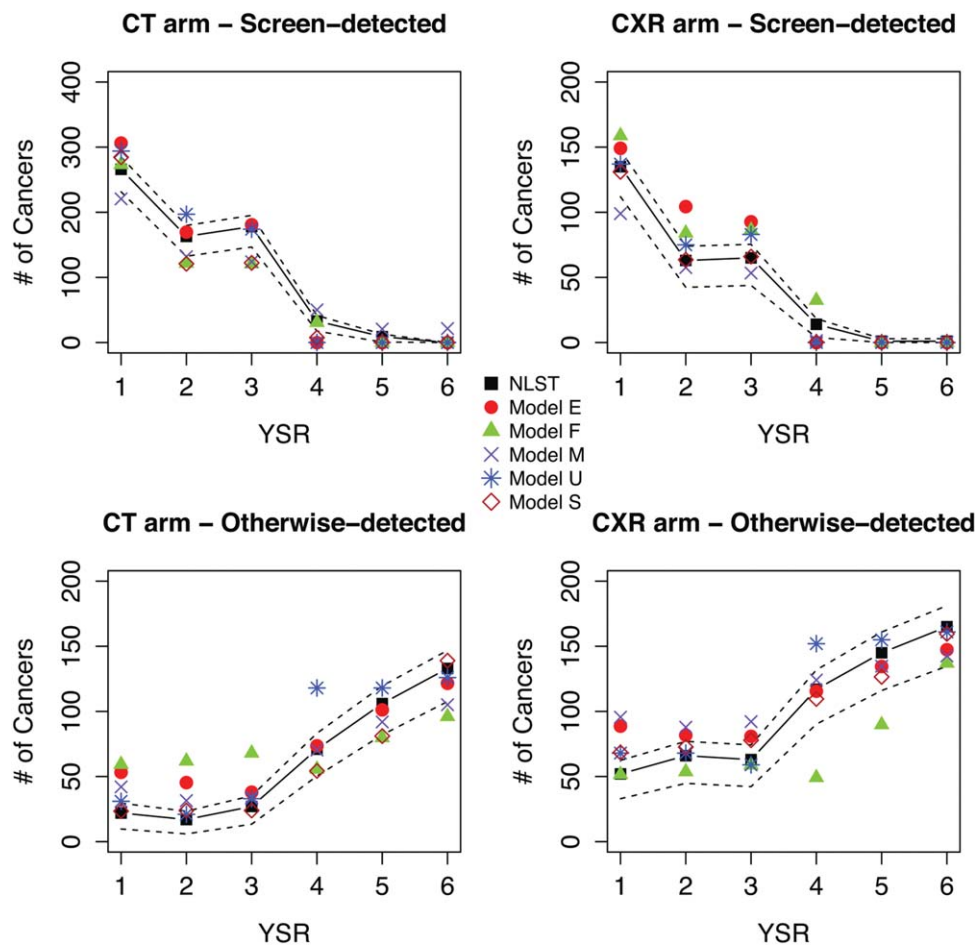 CT arm – Screen–detected
CXR arm – Screen–detected
400
300
200
100
0
# of Cancers
1 2 3 4 5 6
YSR
200
150
100
50
0
# of Cancers
1 2 3 4 5 6
YSR
NLST
Model E
Model F
Model M
Model U
Model S
CT arm – Otherwise–detected
CXR arm – Otherwise–detected
200
150
100
50
0
# of Cancers
1 2 3 4 5 6
YSR
200
150
100
50
0
# of Cancers
1 2 3 4 5 6
YSR